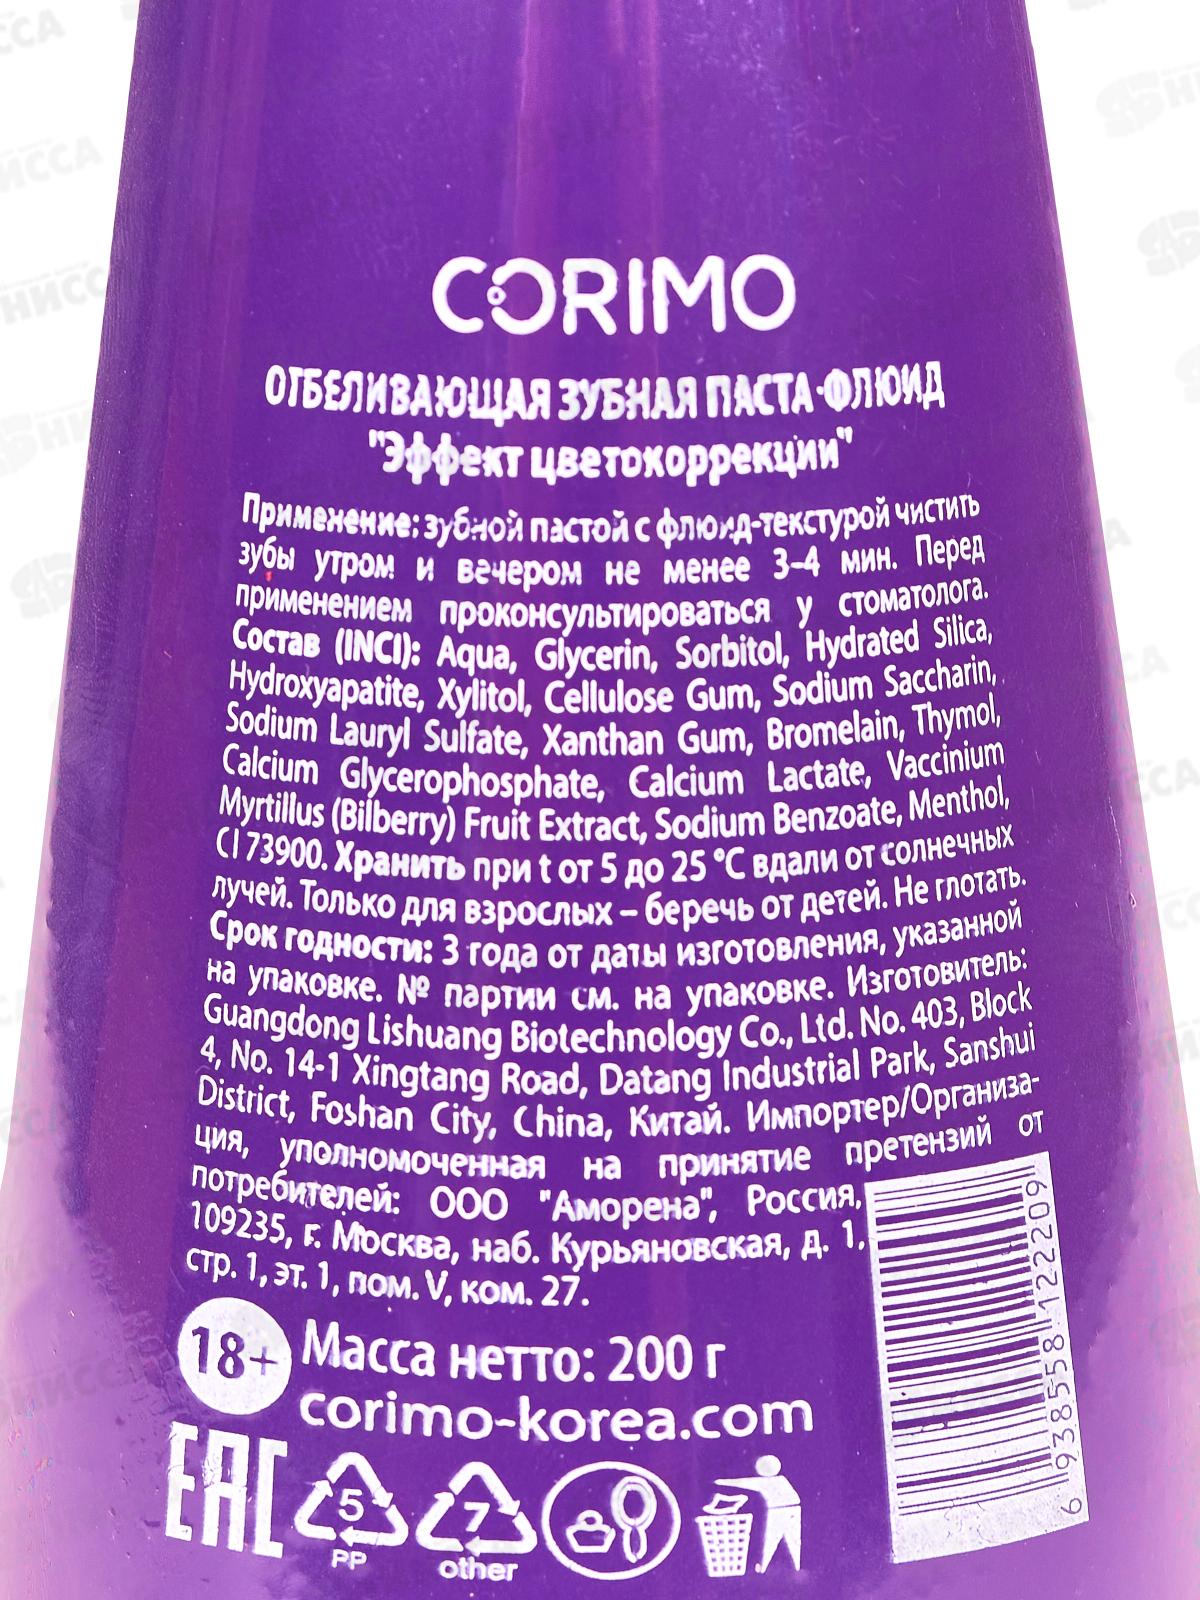 CORIMO
ОТБЕЛИВАЮЩАЯ ЗУБНАЯ ПАСТА-ФЛЮИД
"Эффект цветокоррекции"
Применение: зубной пастой с флюид-текстурой чистить
зубы утром и вечером не менее 3–4 мин. Перед
применением проконсультироваться у стоматолога.
Состав (INCI): Aqua, Glycerin, Sorbitol, Hydrated Silica,
Hydroxyapatite, Xylitol, Cellulose Gum, Sodium Saccharin,
Sodium Lauryl Sulfate, Xanthan Gum, Bromelain, Thymol,
Calcium Glycerophosphate, Calcium Lactate, Vaccinium
Myrtillus (Bilberry) Fruit Extract, Sodium Benzoate, Menthol,
CI 73900. Хранить при t от 5 до 25 °C вдали от солнечных
лучей. Только для взрослых – беречь от детей. Не глотать.
Срок годности: 3 года от даты изготовления, указанной
на упаковке. № партии см. на упаковке. Изготовитель:
Guangdong Lishuang Biotechnology Co., Ltd. No. 403, Block
4, No. 14-1 Xingtang Road, Datang Industrial Park, Sanshui
District, Foshan City, China, Китай. Импортер/Организа-
ция, уполномоченная на принятие претензий от
потребителей: ООО "Аморена", Россия,
109235, г. Москва, наб. Курьяновская, д. 1,
стр. 1, эт. 1, пом. V, ком. 27.
18+ Масса нетто: 200 г
corimo-korea.com
EAC
5
PP
7
other
6 938558 122209